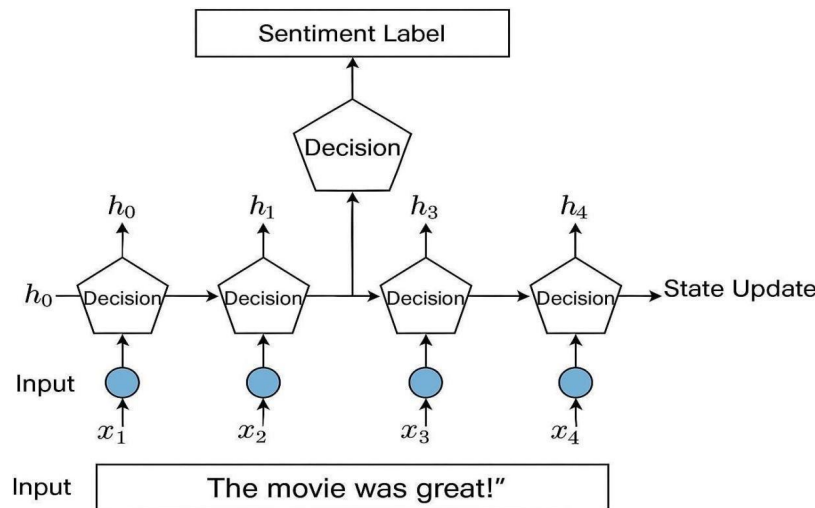 Sentiment Label
Decision
h₀ h₁ h₃ h₄
h₀ Decision Decision Decision Decision State Update
Input
x₁ x₂ x₃ x₄
Input The movie was great!”